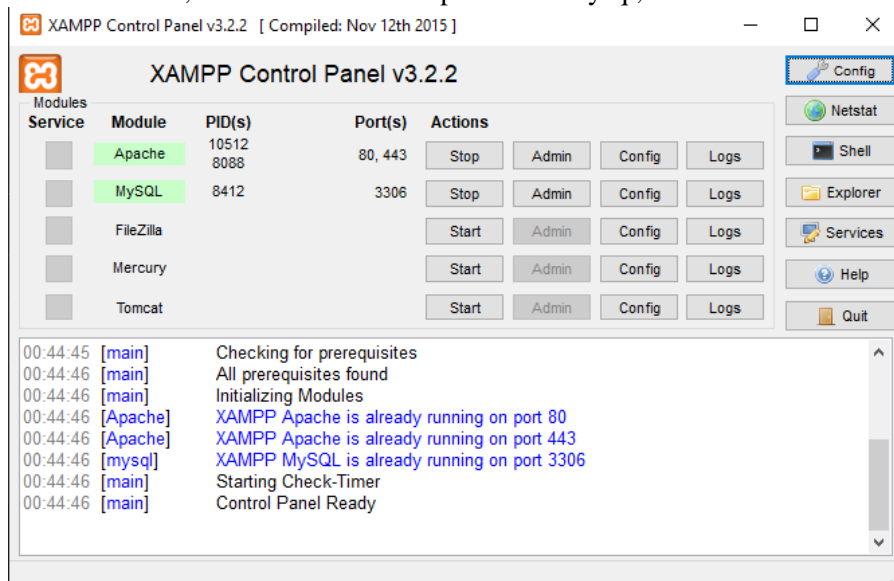 XAMPP Control Panel v3.2.2 [ Compiled: Nov 12th 2015 ]
XAMPP Control Panel v3.2.2
Config
Modules
Netstat
Service Module PID(s) Port(s) Actions
Apache 10512 8088 80, 443 Stop Admin Config Logs
Shell
MySQL 8412 3306 Stop Admin Config Logs
Explorer
FileZilla Start Admin Config Logs
Services
Mercury Start Admin Config Logs
Help
Tomcat Start Admin Config Logs
Quit
00:44:45 [main] Checking for prerequisites
00:44:46 [main] All prerequisites found
00:44:46 [main] Initializing Modules
00:44:46 [Apache] XAMPP Apache is already running on port 80
00:44:46 [Apache] XAMPP Apache is already running on port 443
00:44:46 [mysql] XAMPP MySQL is already running on port 3306
00:44:46 [main] Starting Check-Timer
00:44:46 [main] Control Panel Ready